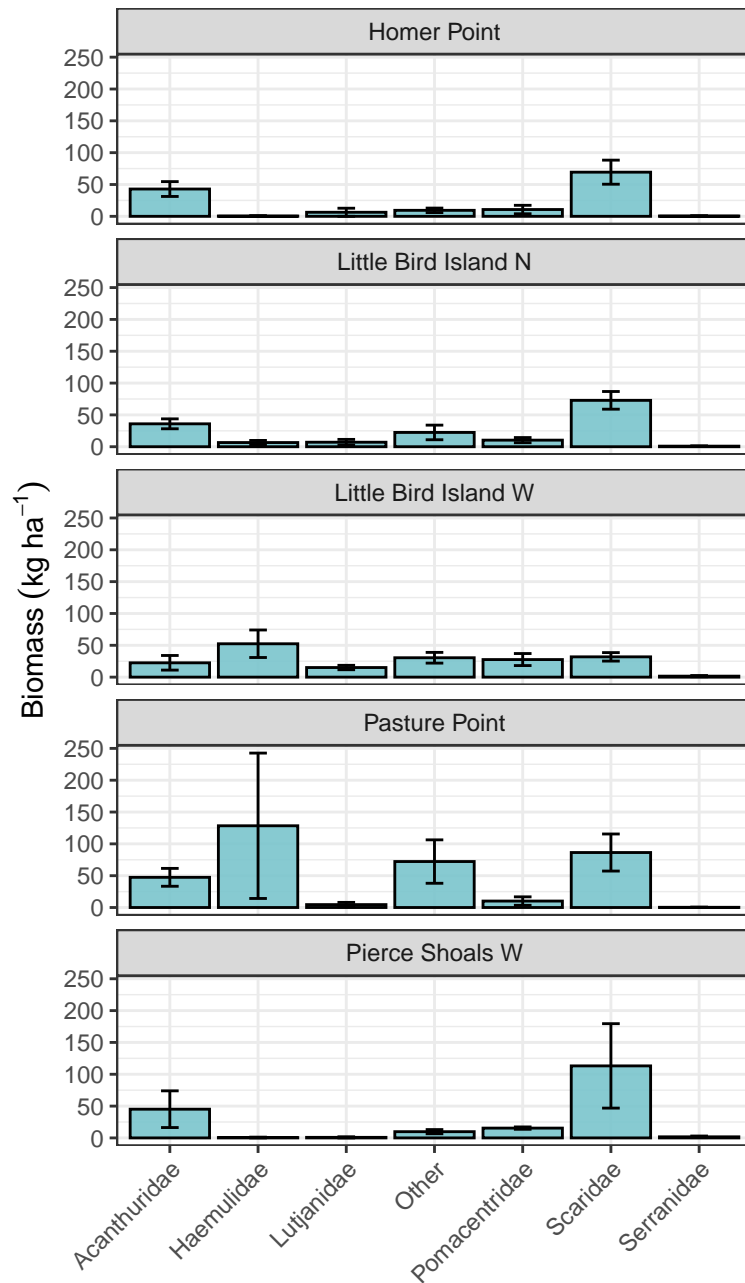 Homer Point
250
200
150
100
50
0
Little Bird Island N
250
200
150
100
50
0
Little Bird Island W
250
200
150
100
50
0
Pasture Point
250
200
150
100
50
0
Pierce Shoals W
250
200
150
100
50
0
Biomass (kg ha⁻¹)
Acanthuridae
Haemulidae
Lutjanidae
Other
Pomacentridae
Scaridae
Serranidae